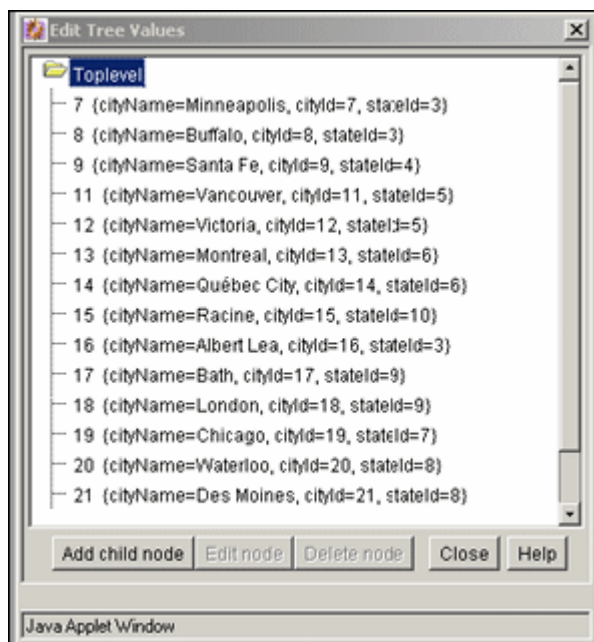 Edit Tree Values
Toplevel
7 {cityName=Minneapolis, cityId=7, stateId=3}
8 {cityName=Buffalo, cityId=8, stateId=3}
9 {cityName=Santa Fe, cityId=9, stateId=4}
11 {cityName=Vancouver, cityId=11, stateId=5}
12 {cityName=Victoria, cityId=12, stateId=5}
13 {cityName=Montreal, cityId=13, stateId=6}
14 {cityName=Québec City, cityId=14, stateId=6}
15 {cityName=Racine, cityId=15, stateId=10}
16 {cityName=Albert Lea, cityId=16, stateId=3}
17 {cityName=Bath, cityId=17, stateId=9}
18 {cityName=London, cityId=18, stateId=9}
19 {cityName=Chicago, cityId=19, stateId=7}
20 {cityName=Waterloo, cityId=20, stateId=8}
21 {cityName=Des Moines, cityId=21, stateId=8}
Add child node Edit node Delete node Close Help
Java Applet Window